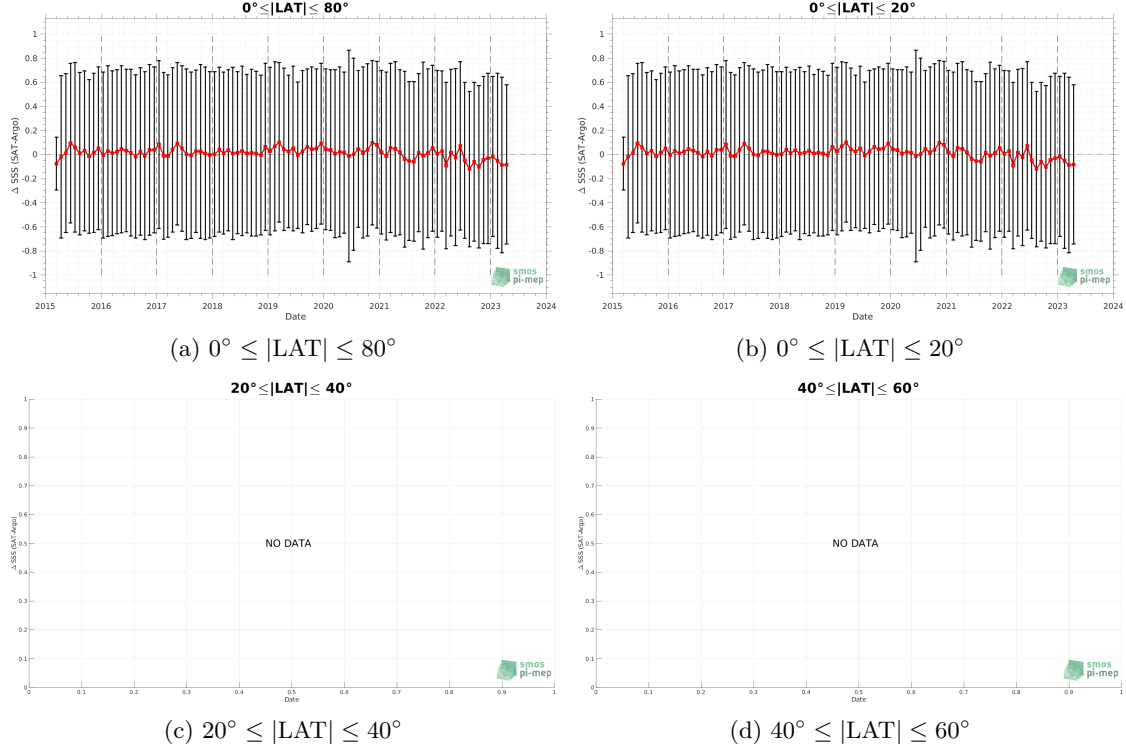 0°≤|LAT|≤ 80°
Δ SSS (SAT-Argo)
1
0.8
0.6
0.4
0.2
0
-0.2
-0.4
-0.6
-0.8
-1
2015 2016 2017 2018 2019 2020 2021 2022 2023 2024
Date
smos
pi-mep
(a) 0° ≤ |LAT| ≤ 80°
0°≤|LAT|≤ 20°
Δ SSS (SAT-Argo)
1
0.8
0.6
0.4
0.2
0
-0.2
-0.4
-0.6
-0.8
-1
2015 2016 2017 2018 2019 2020 2021 2022 2023 2024
Date
smos
pi-mep
(b) 0° ≤ |LAT| ≤ 20°
20°≤|LAT|≤ 40°
Δ SSS (SAT-Argo)
1
0.9
0.8
0.7
0.6
0.5
0.4
0.3
0.2
0.1
0
NO DATA
0 0.1 0.2 0.3 0.4 0.5 0.6 0.7 0.8 0.9 1
Date
smos
pi-mep
(c) 20° ≤ |LAT| ≤ 40°
40°≤|LAT|≤ 60°
Δ SSS (SAT-Argo)
1
0.9
0.8
0.7
0.6
0.5
0.4
0.3
0.2
0.1
0
NO DATA
0 0.1 0.2 0.3 0.4 0.5 0.6 0.7 0.8 0.9 1
Date
smos
pi-mep
(d) 40° ≤ |LAT| ≤ 60°